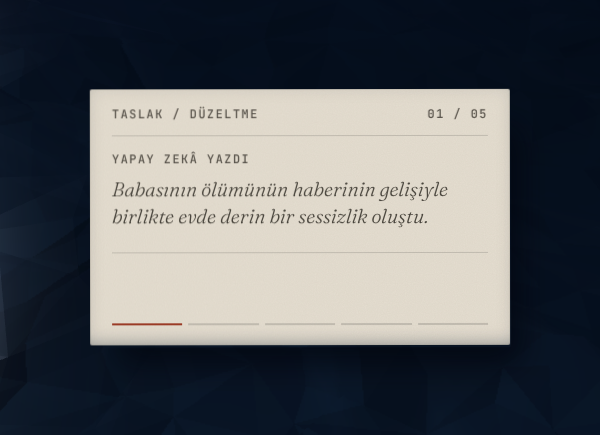 TASLAK / DÜZELTME 01 / 05
YAPAY ZEKÂ YAZDI
Babasının ölümünün haberinin gelişiyle
birlikte evde derin bir sessizlik oluştu.